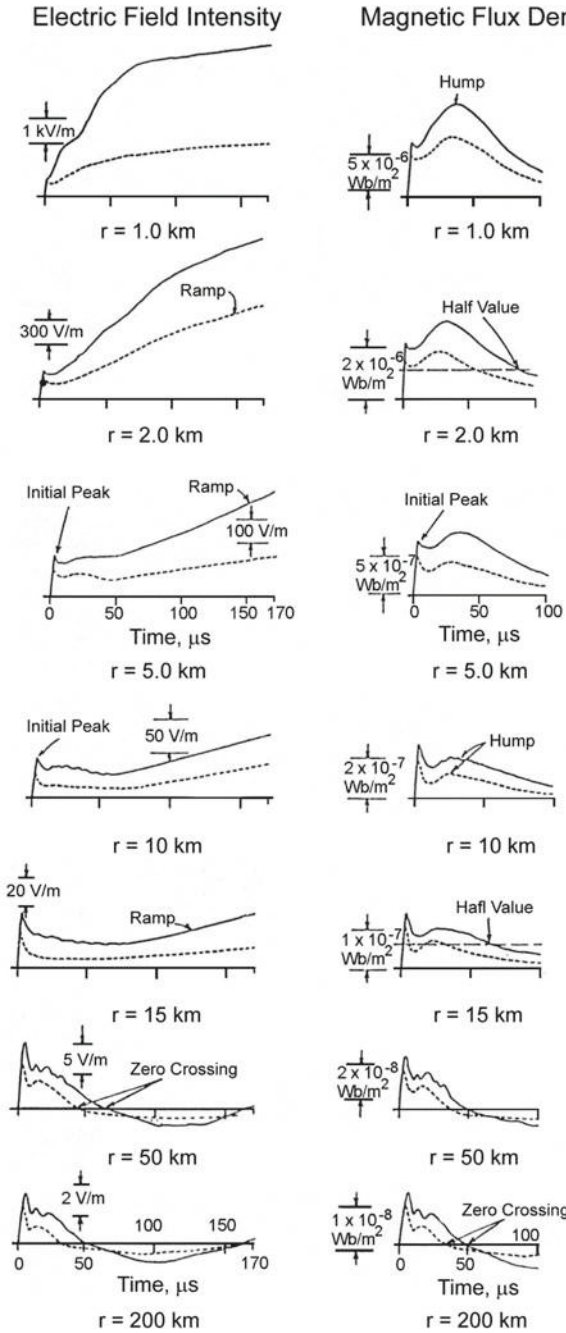 Electric Field Intensity
Magnetic Flux Der
1 kV/m
r = 1.0 km
Hump
5 x 10-6
Wb/m2
r = 1.0 km
Ramp
300 V/m
r = 2.0 km
Half Value
2 x 10-6
Wb/m2
r = 2.0 km
Initial Peak
Ramp
100 V/m
0 50 100 150 170
Time, μs
r = 5.0 km
Initial Peak
5 x 10-7
Wb/m2
0 50 100
Time, μs
r = 5.0 km
Initial Peak
50 V/m
r = 10 km
Hump
2 x 10-7
Wb/m2
r = 10 km
20 V/m
Ramp
r = 15 km
Hafl Value
1 x 10-7
Wb/m2
r = 15 km
5 V/m
Zero Crossing
r = 50 km
2 x 10-8
Wb/m2
r = 50 km
2 V/m
100 150
0 50 170
Time, μs
r = 200 km
Zero Crossing
1 x 10-8
Wb/m2
100
0 50
Time, μs
r = 200 km